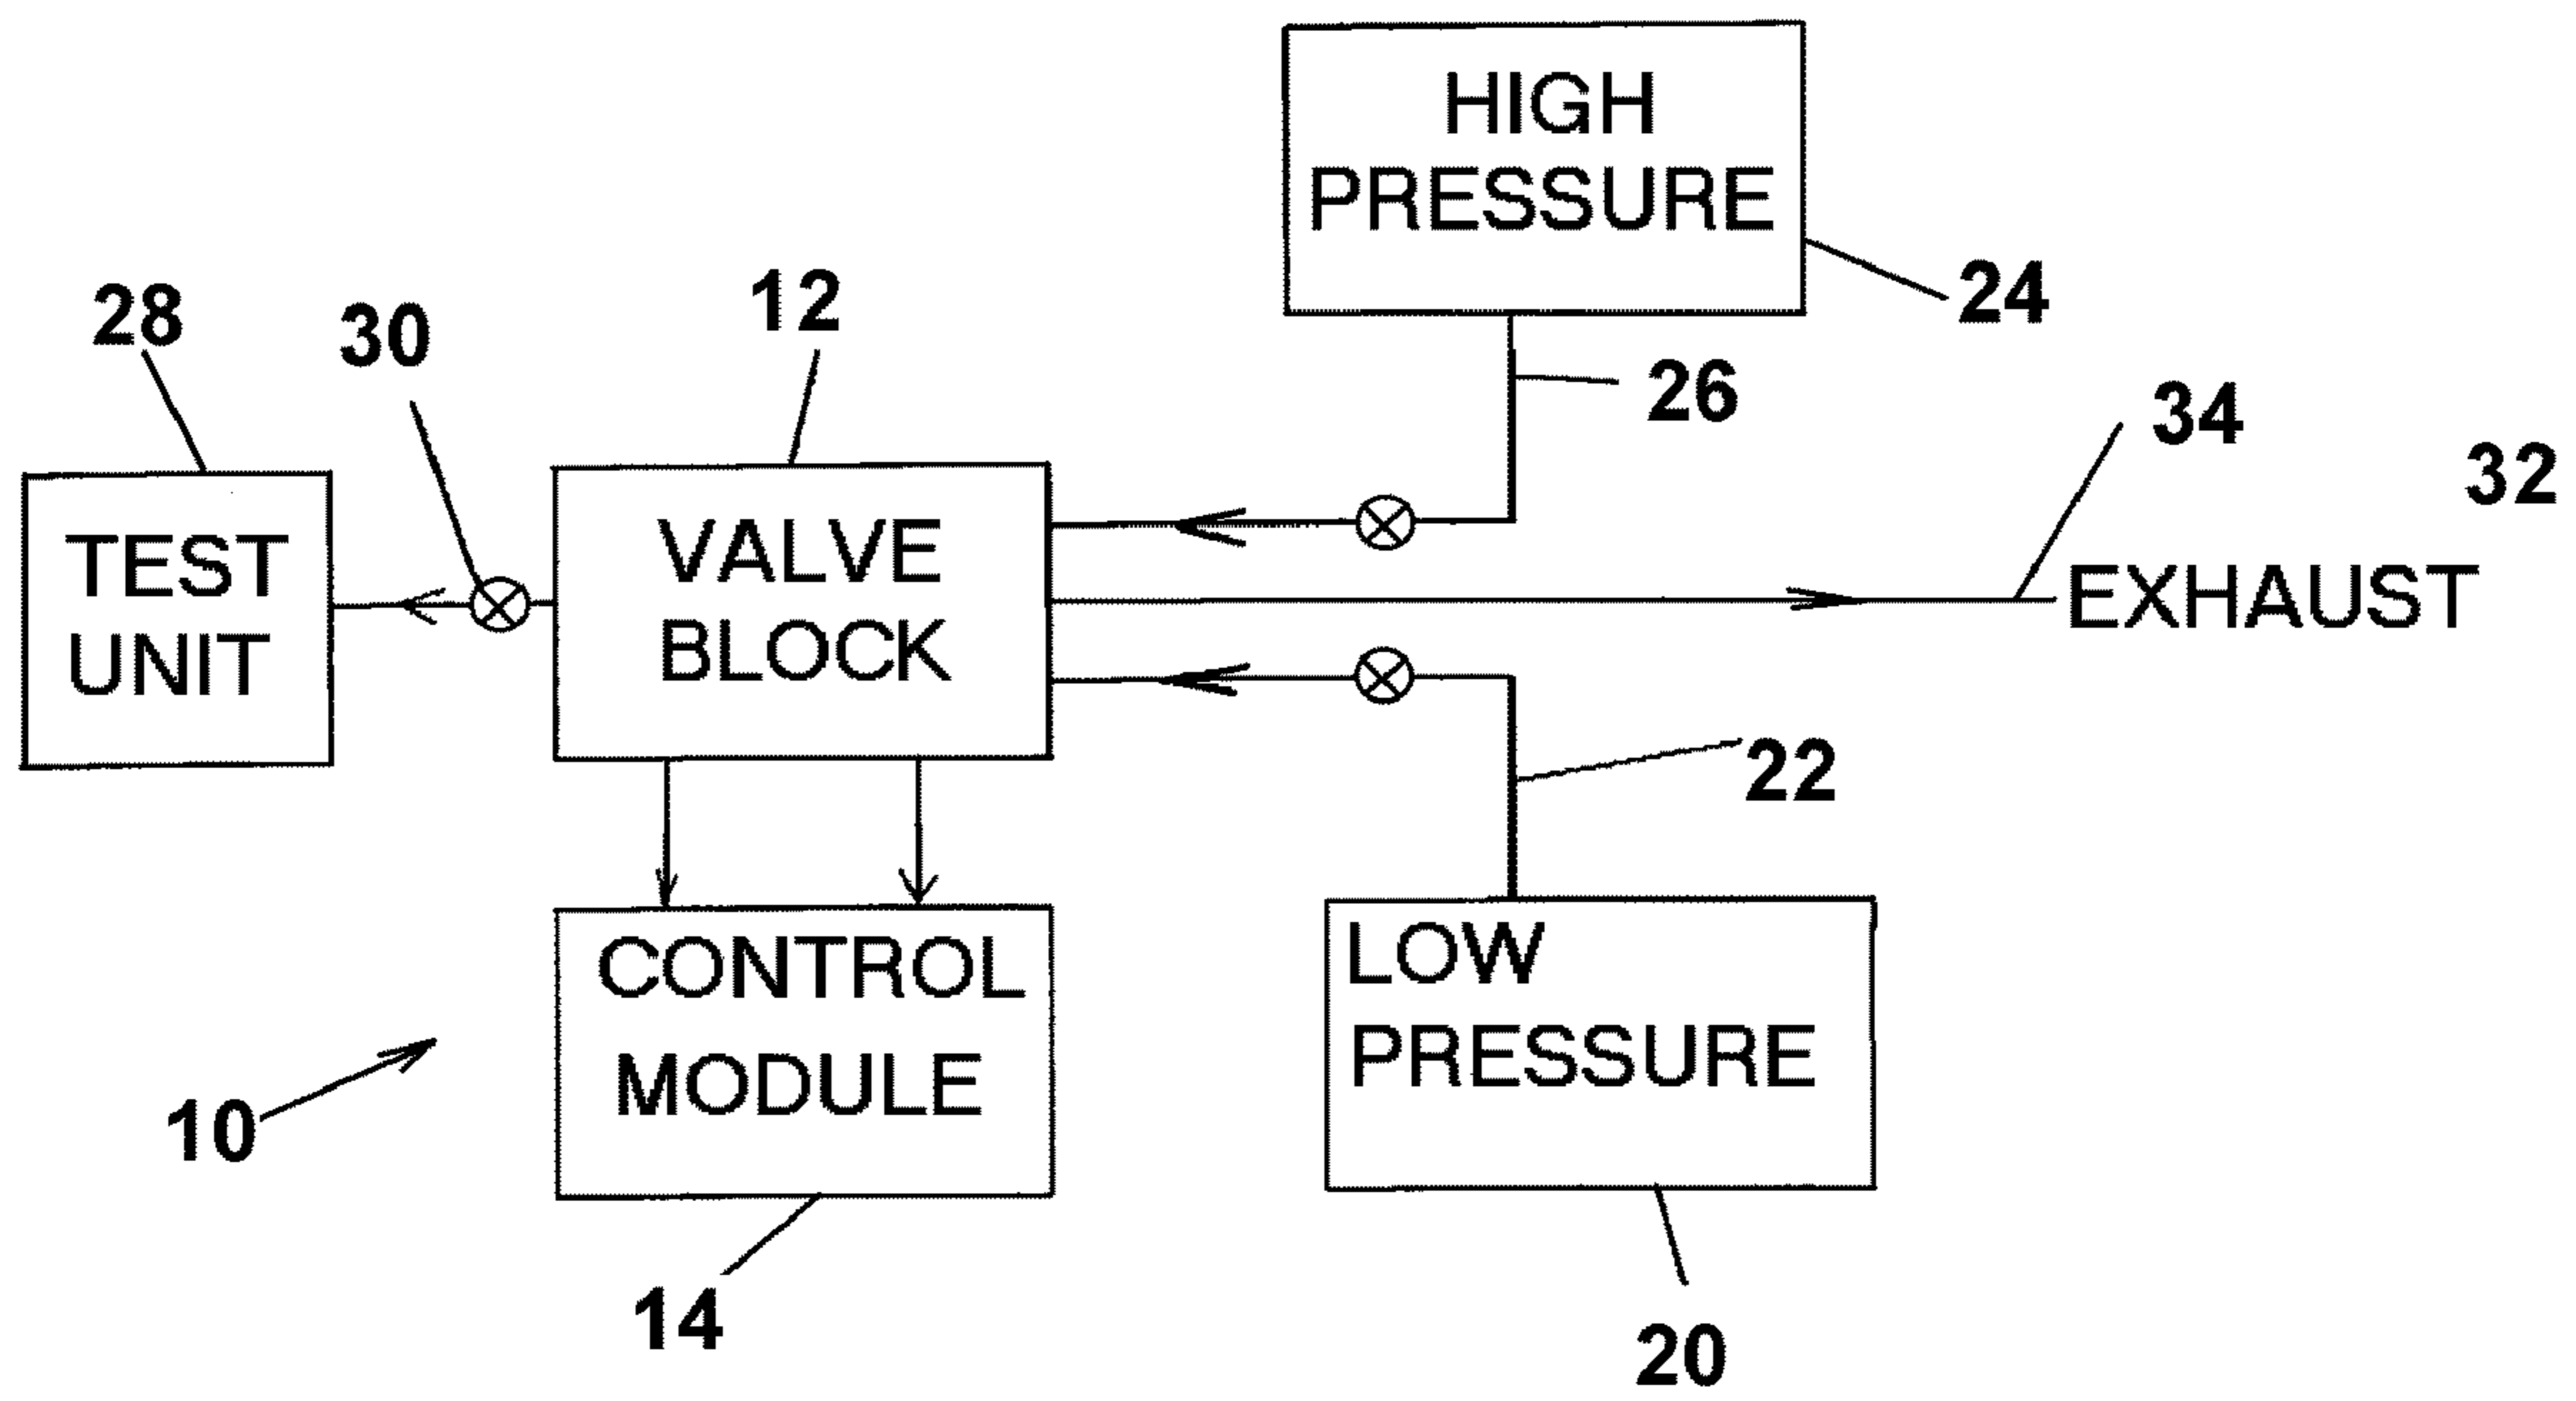 HIGH
PRESSURE
24
12
28
30
26
34
32
TEST
UNIT
VALVE
BLOCK
EXHAUST
22
LOW
PRESSURE
CONTROL
MODULE
10
14
20